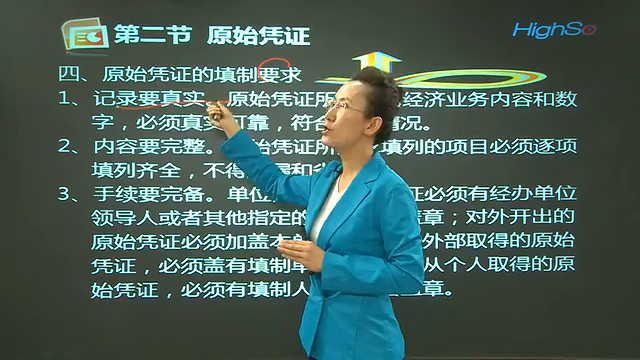 HighSo
第二节 原始凭证
四、原始凭证的填制要求
1、记录要真实。原始凭证所 经济业务内容和数
字，必须真实可靠，符合 情况。
2、内容要完整。 始凭证所 填列的项目必须逐项
填列齐全，不得 漏和
3、手续要完备。单位 证必须有经办单位
领导人或者其他指定的 章；对外开出的
原始凭证必须加盖本 外部取得的原始
凭证，必须盖有填制单 从个人取得的原
始凭证，必须有填制人 章。